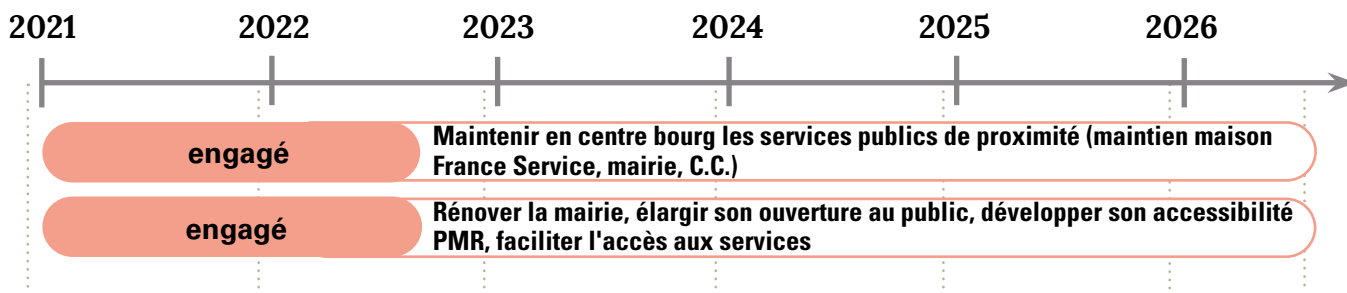 2021 2022 2023 2024 2025 2026
engagé
Maintenir en centre bourg les services publics de proximité (maintien maison
France Service, mairie, C.C.)
engagé
Rénover la mairie, élargir son ouverture au public, développer son accessibilité
PMR, faciliter l'accès aux services